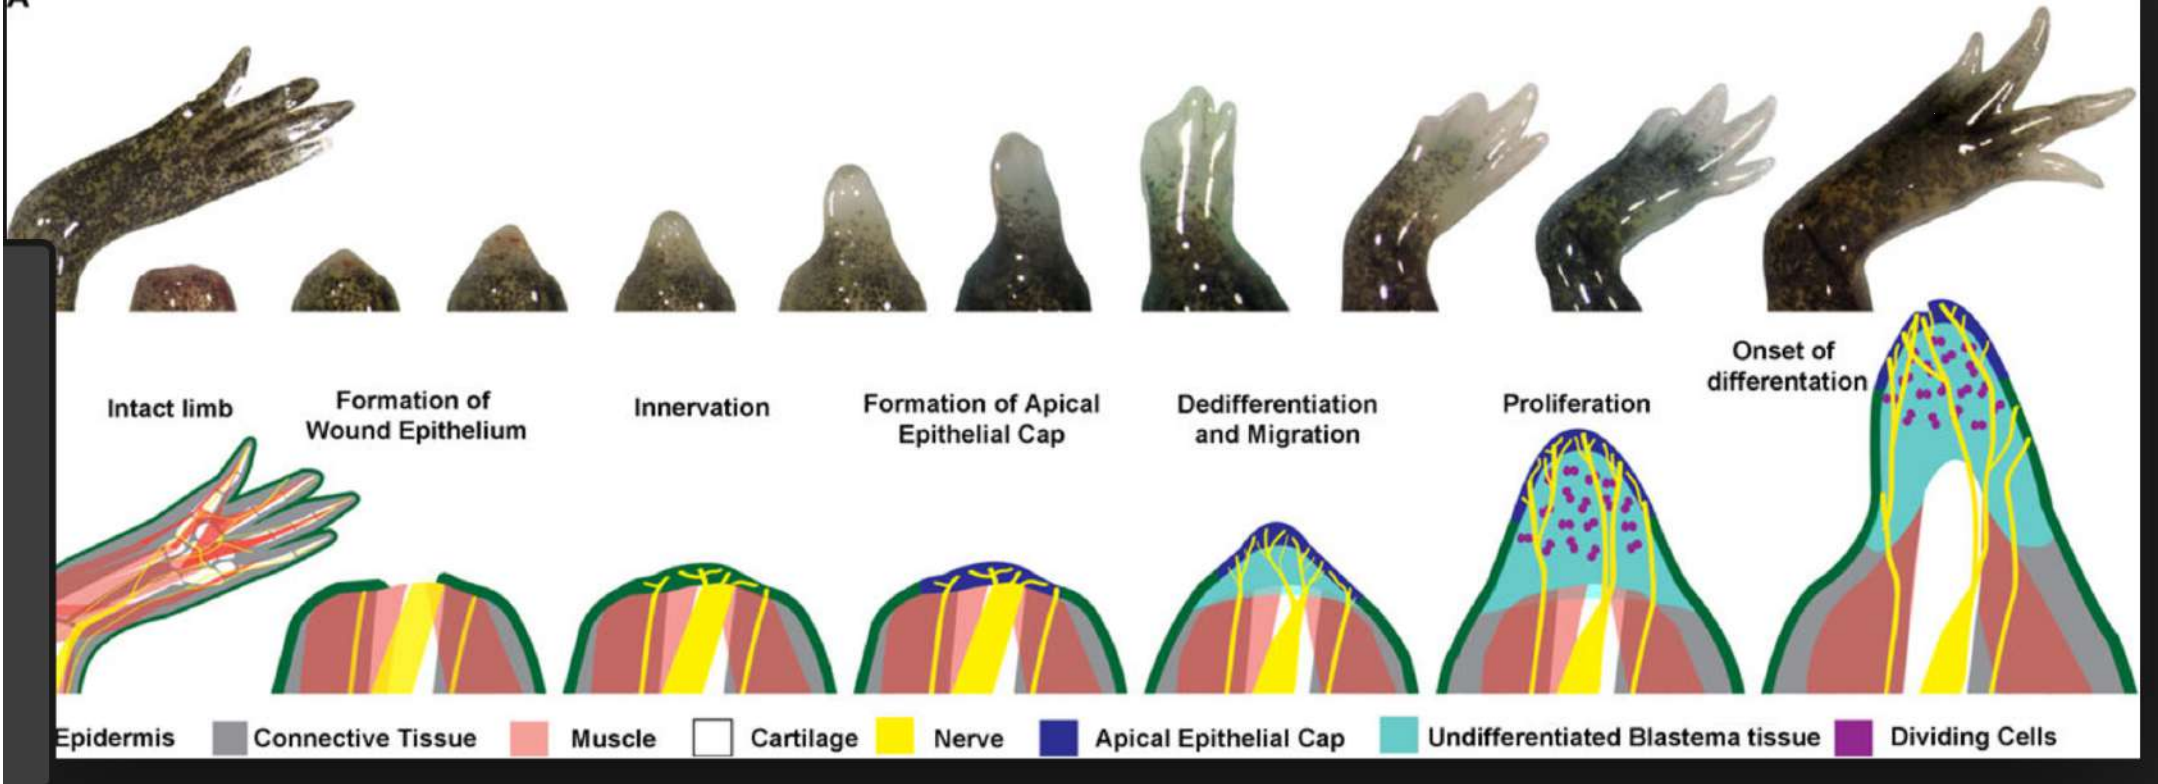 A
Intact limb
Formation of
Wound Epithelium
Innervation
Formation of Apical
Epithelial Cap
Dedifferentiation
and Migration
Proliferation
Onset of
differentation
Epidermis
Connective Tissue
Muscle
Cartilage
Nerve
Apical Epithelial Cap
Undifferentiated Blastema tissue
Dividing Cells